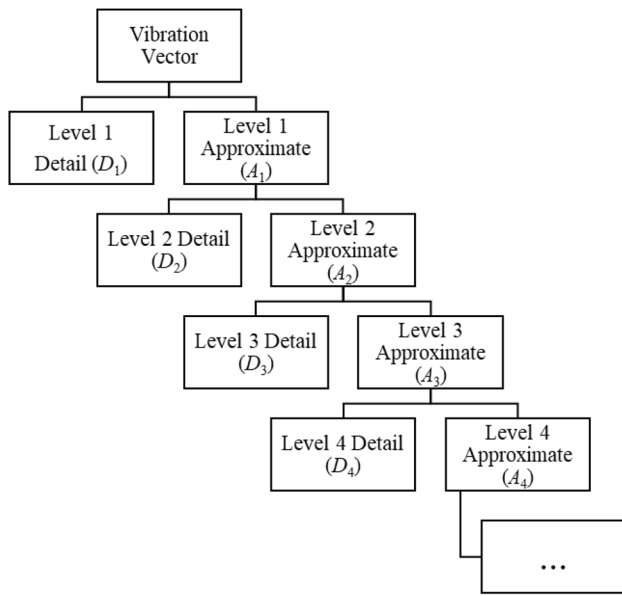 Vibration
Vector
Level 1
Detail (D₁)
Level 1
Approximate
(A₁)
Level 2 Detail
(D₂)
Level 2
Approximate
(A₂)
Level 3 Detail
(D₃)
Level 3
Approximate
(A₃)
Level 4 Detail
(D₄)
Level 4
Approximate
(A₄)
...